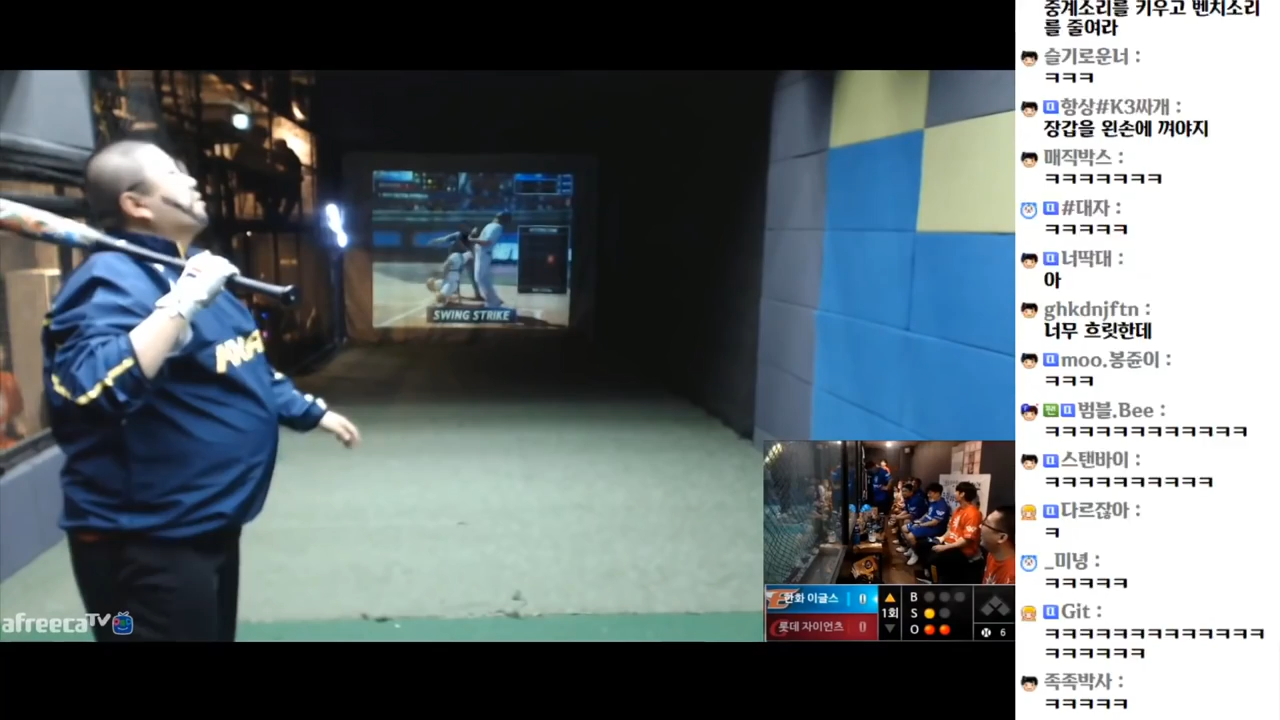 중계소리를 키우고 벤치소리
를 줄여라
슬기로운너 :
ㅋㅋㅋ
항상#K3싸개 :
장갑을 왼손에 껴야지
매직박스 :
ㅋㅋㅋㅋㅋㅋㅋ
#대자 :
ㅋㅋㅋㅋㅋ
너딱대 :
아
ghkdnjftn :
너무 흐릿한데
moo.봉쥰이 :
ㅋㅋㅋ
범블.Bee :
ㅋㅋㅋㅋㅋㅋㅋㅋㅋㅋㅋㅋ
스탠바이 :
ㅋㅋㅋㅋㅋㅋㅋㅋㅋㅋ
다르잖아 :
ㅋ
_미녕 :
ㅋㅋㅋㅋㅋ
Git :
ㅋㅋㅋㅋㅋㅋㅋㅋㅋㅋㅋㅋㅋ
ㅋㅋㅋㅋㅋㅋ
족족박사 :
ㅋㅋㅋㅋㅋ
SWING STRIKE
afreecaTV
한화 이글스 0
롯데 자이언츠 0
1회
B
S
O
6